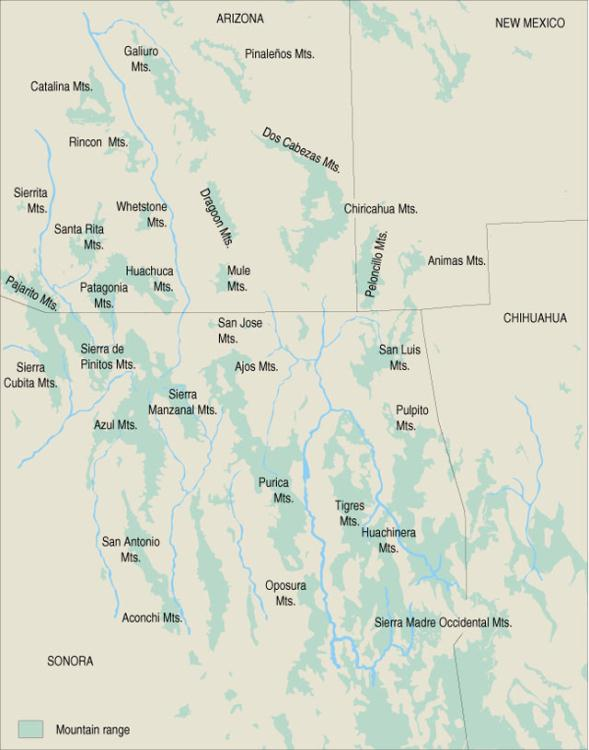 ARIZONA
NEW MEXICO
Galiuro
Mts.
Pinaleños Mts.
Catalina Mts.
Rincon Mts.
Dos Cabezas Mts.
Sierrita
Mts.
Whetstone
Mts.
Dragoon Mts.
Chiricahua Mts.
Santa Rita
Mts.
Peloncillo Mts.
Animas Mts.
Huachuca
Mts.
Mule
Mts.
Pajarito Mts.
Patagonia
Mts.
CHIHUAHUA
San Jose
Mts.
Sierra de
Pinitos Mts.
San Luis
Mts.
Sierra
Cubita Mts.
Ajos Mts.
Sierra
Manzanal Mts.
Pulpito
Mts.
Azul Mts.
Purica
Mts.
Tigres
Mts.
Huachinera
Mts.
San Antonio
Mts.
Oposura
Mts.
Aconchi Mts.
Sierra Madre Occidental Mts.
SONORA
Mountain range